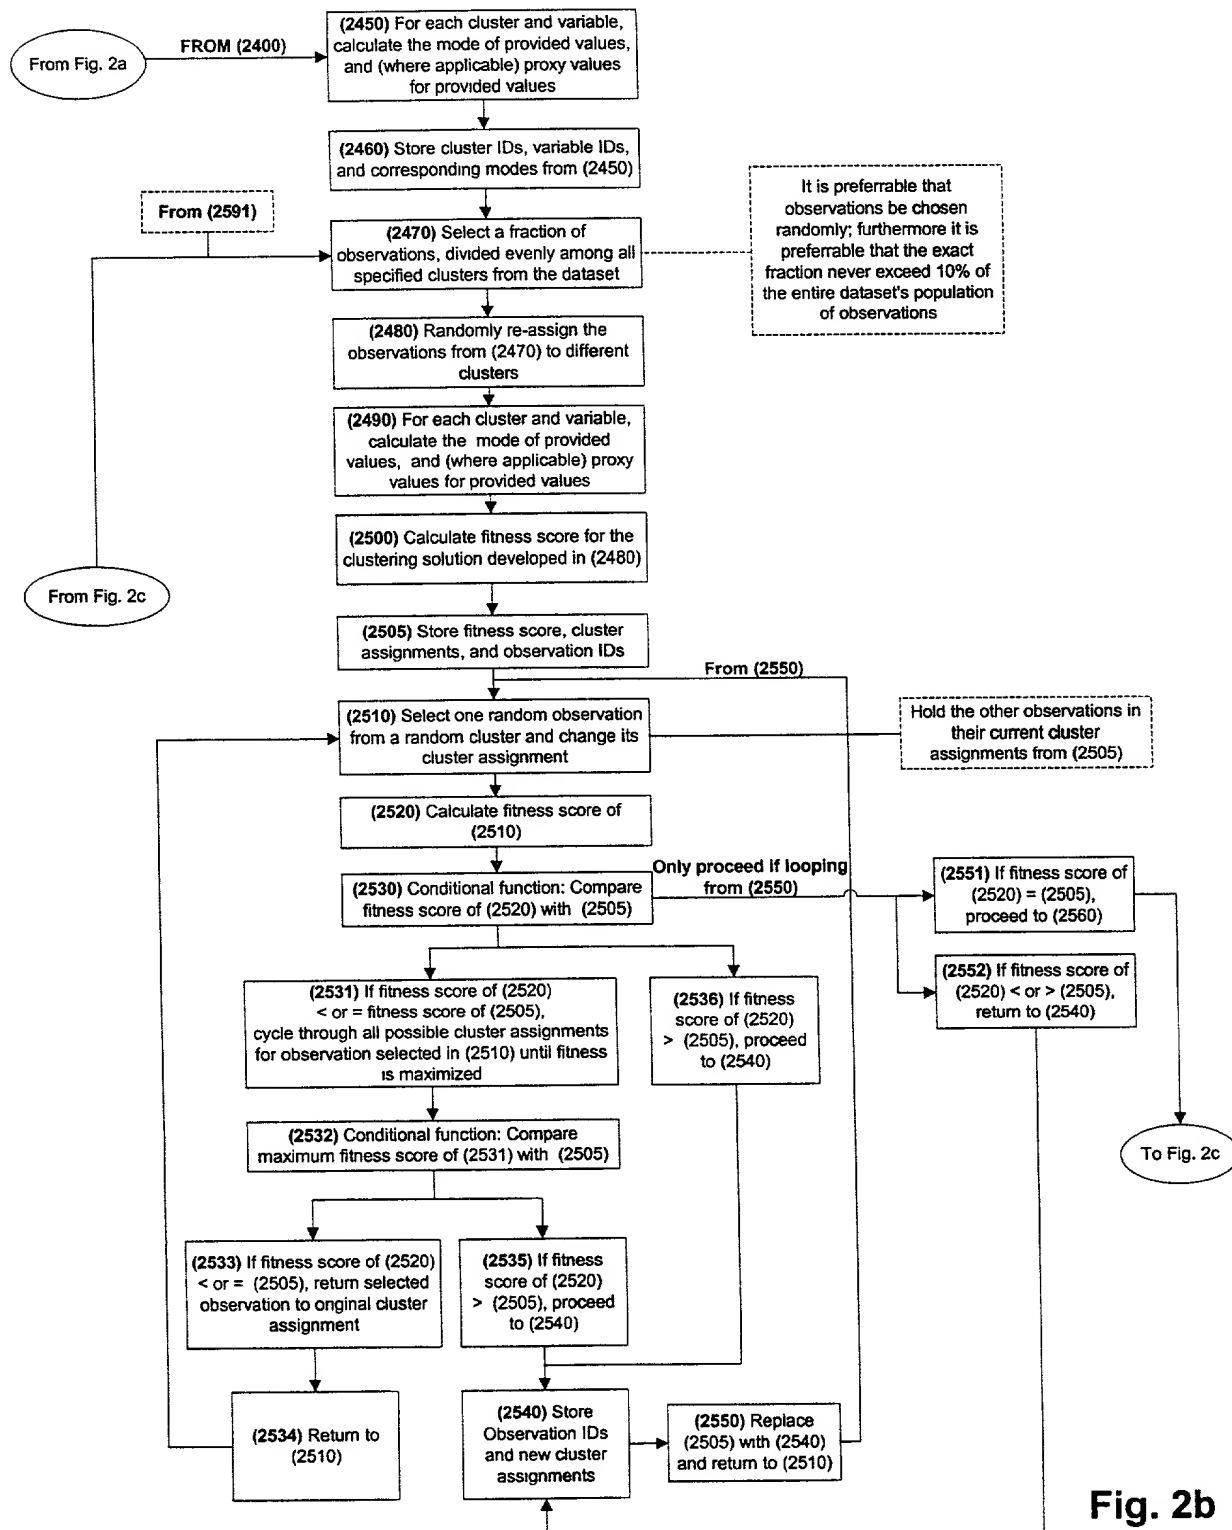 (2450) For each cluster and variable,
calculate the mode of provided values,
and (where applicable) proxy values
for provided values
FROM (2400)
From Fig. 2a
(2460) Store cluster IDs, variable IDs,
and corresponding modes from (2450)
From (2591)
(2470) Select a fraction of
observations, divided evenly among all
specified clusters from the dataset
It is preferrable that
observations be chosen
randomly; furthermore it is
preferrable that the exact
fraction never exceed 10% of
the entire dataset's population
of observations
(2480) Randomly re-assign the
observations from (2470) to different
clusters
(2490) For each cluster and variable,
calculate the mode of provided
values, and (where applicable) proxy
values for provided values
(2500) Calculate fitness score for the
clustering solution developed in (2480)
From Fig. 2c
(2505) Store fitness score, cluster
assignments, and observation IDs
From (2550)
(2510) Select one random observation
from a random cluster and change its
cluster assignment
Hold the other observations in
their current cluster
assignments from (2505)
(2520) Calculate fitness score of
(2510)
Only proceed if looping
from (2550)
(2530) Conditional function: Compare
fitness score of (2520) with (2505)
(2551) If fitness score of
(2520) = (2505),
proceed to (2560)
(2552) If fitness score of
(2520) < or > (2505),
return to (2540)
(2531) If fitness score of (2520)
< or = fitness score of (2505),
cycle through all possible cluster assignments
for observation selected in (2510) until fitness
is maximized
(2536) If fitness
score of (2520)
> (2505), proceed
to (2540)
(2532) Conditional function: Compare
maximum fitness score of (2531) with (2505)
To Fig. 2c
(2533) If fitness score of (2520)
< or = (2505), return selected
observation to original cluster
assignment
(2535) If fitness
score of (2520)
> (2505), proceed
to (2540)
(2534) Return to
(2510)
(2540) Store
Observation IDs
and new cluster
assignments
(2550) Replace
(2505) with (2540)
and return to (2510)
Fig. 2b